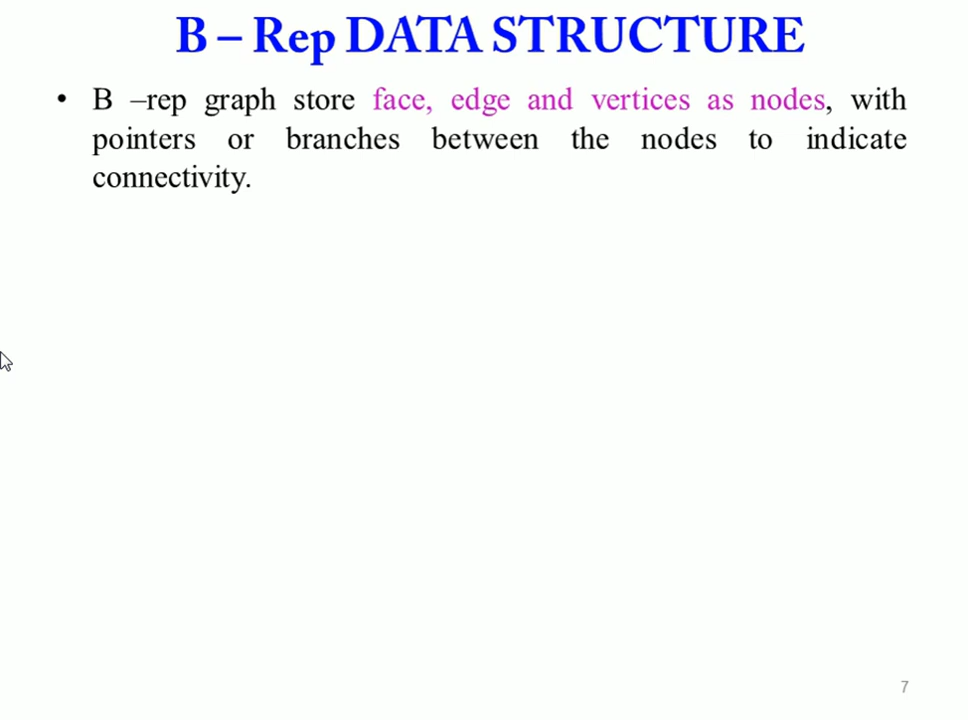 B – Rep DATA STRUCTURE
• B –rep graph store face, edge and vertices as nodes, with
pointers or branches between the nodes to indicate
connectivity.
7